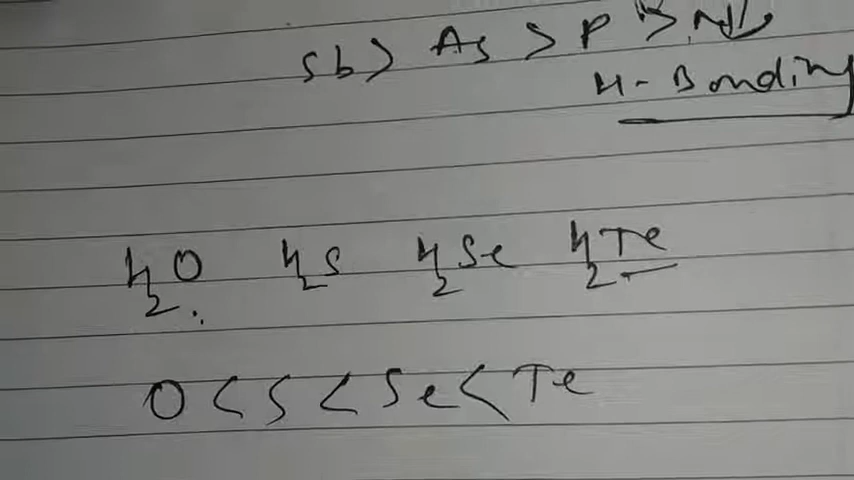 Sb > As > P >
H-Bonding
H2O H2S H2Se H2Te
O < S < Se < Te